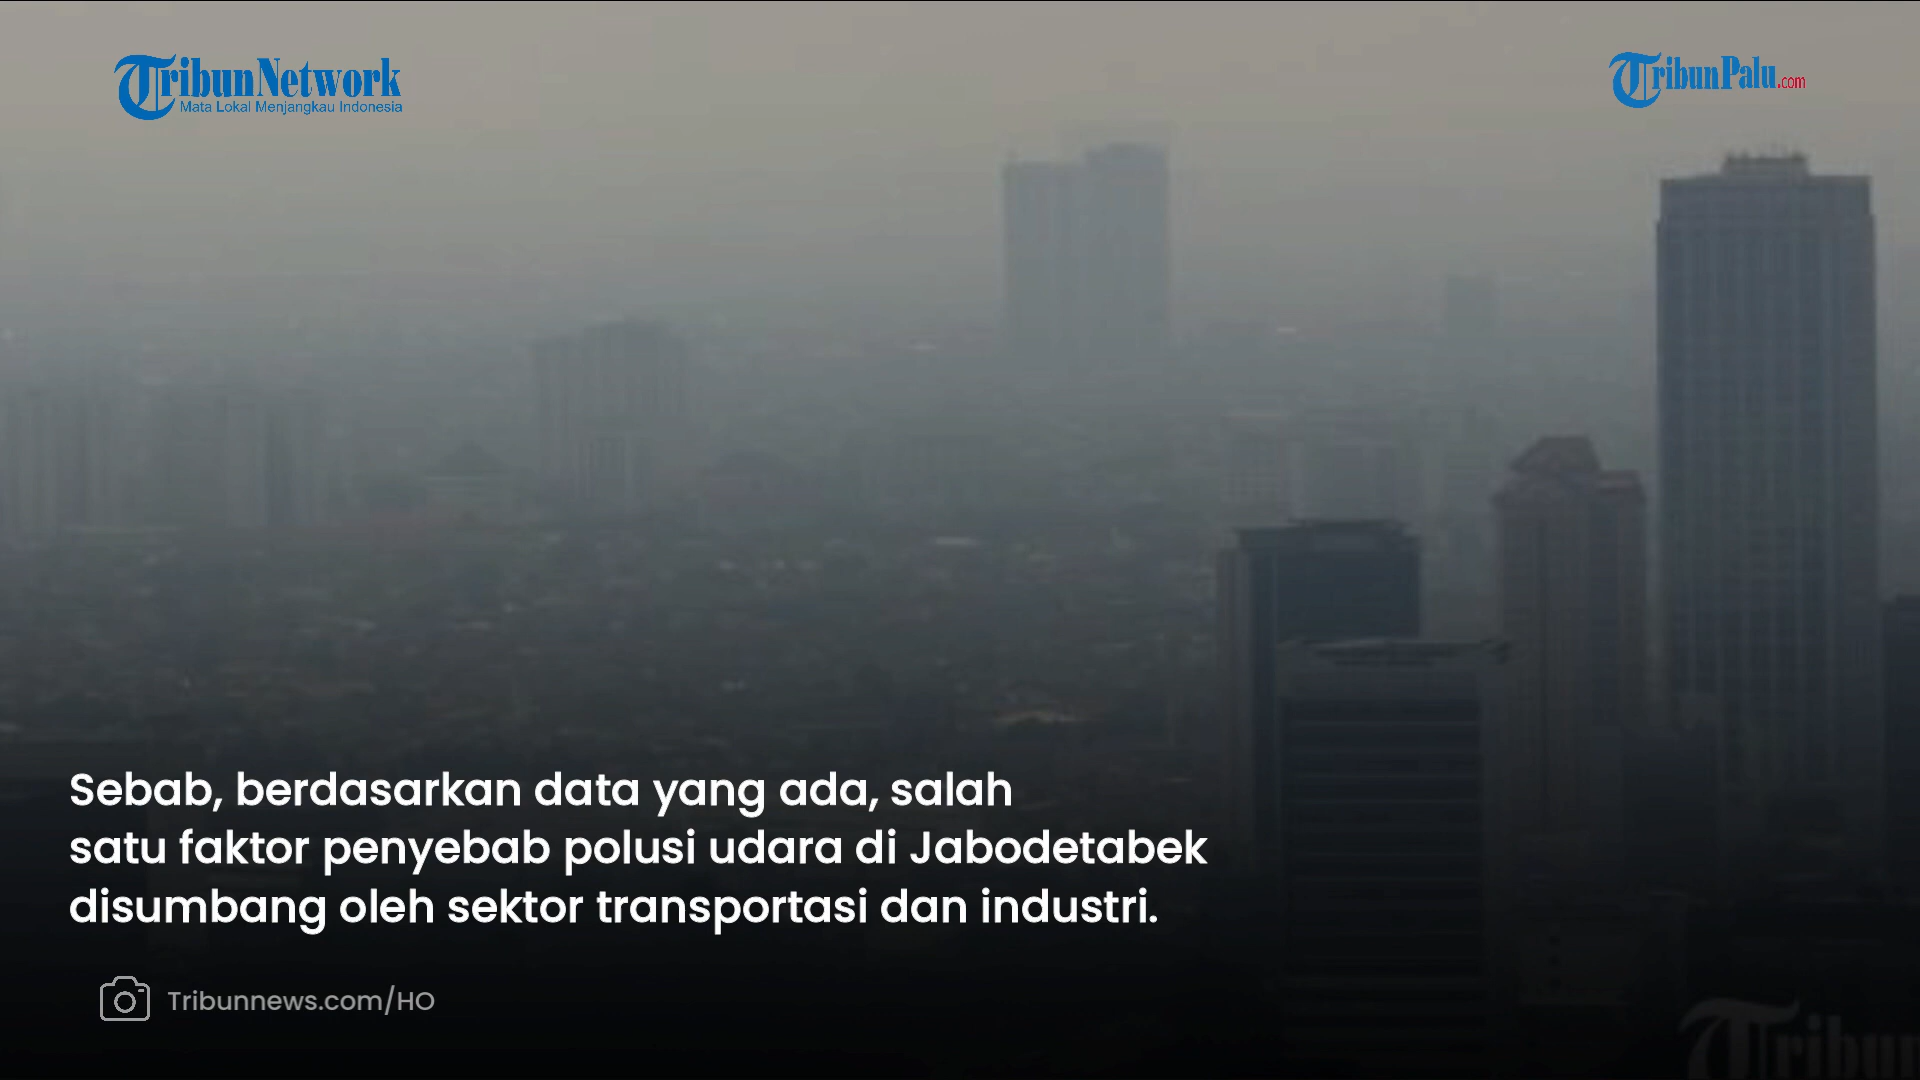 TribunNetwork
Mata Lokal Menjangkau Indonesia
TribunPalu.com
Sebab, berdasarkan data yang ada, salah
satu faktor penyebab polusi udara di Jabodetabek
disumbang oleh sektor transportasi dan industri.
Tribunnews.com/HO
Tribun